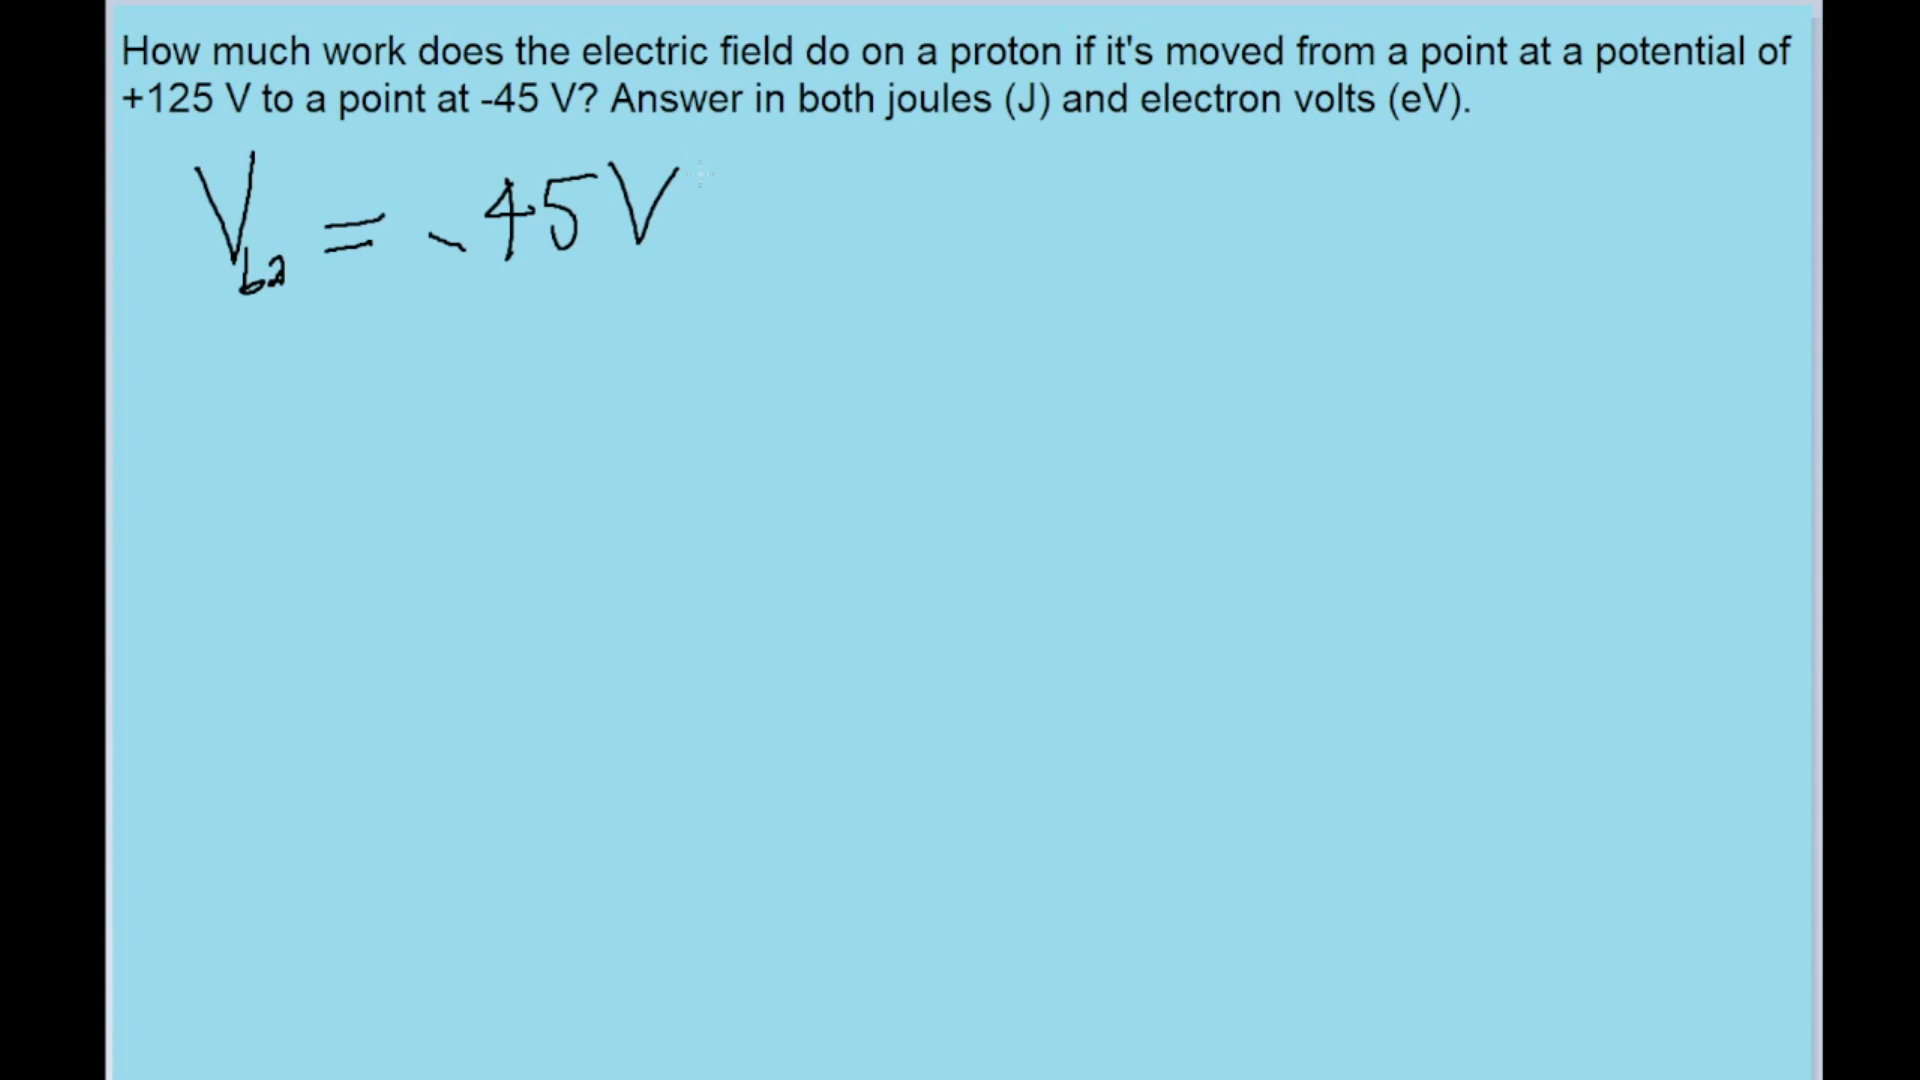 How much work does the electric field do on a proton if it's moved from a point at a potential of
+125 V to a point at -45 V? Answer in both joules (J) and electron volts (eV).
V_ba = -45V